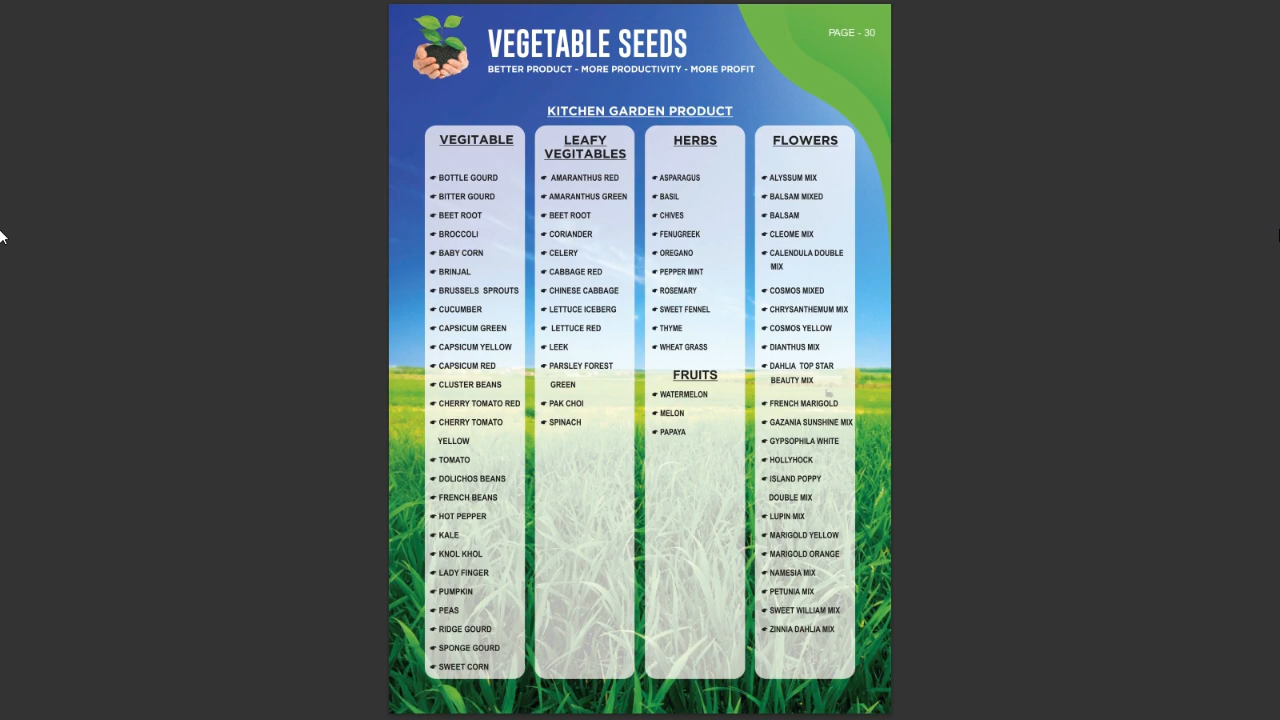 PAGE - 30
VEGETABLE SEEDS
BETTER PRODUCT - MORE PRODUCTIVITY - MORE PROFIT
KITCHEN GARDEN PRODUCT
VEGITABLE
BOTTLE GOURD
BITTER GOURD
BEET ROOT
BROCCOLI
BABY CORN
BRINJAL
BRUSSELS SPROUTS
CUCUMBER
CAPSICUM GREEN
CAPSICUM YELLOW
CAPSICUM RED
CLUSTER BEANS
CHERRY TOMATO RED
CHERRY TOMATO
YELLOW
TOMATO
DOLICHOS BEANS
FRENCH BEANS
HOT PEPPER
KALE
KNOL KHOL
LADY FINGER
PUMPKIN
PEAS
RIDGE GOURD
SPONGE GOURD
SWEET CORN
LEAFY
VEGITABLES
AMARANTHUS RED
AMARANTHUS GREEN
BEET ROOT
CORIANDER
CELERY
CABBAGE RED
CHINESE CABBAGE
LETTUCE ICEBERG
LETTUCE RED
LEEK
PARSLEY FOREST
GREEN
PAK CHOI
SPINACH
HERBS
ASPARAGUS
BASIL
CHIVES
FENUGREEK
OREGANO
PEPPER MINT
ROSEMARY
SWEET FENNEL
THYME
WHEAT GRASS
FRUITS
WATERMELON
MELON
PAPAYA
FLOWERS
ALYSSUM MIX
BALSAM MIXED
BALSAM
CLEOME MIX
CALENDULA DOUBLE
MIX
COSMOS MIXED
CHRYSANTHEMUM MIX
COSMOS YELLOW
DIANTHUS MIX
DAHLIA TOP STAR
BEAUTY MIX
FRENCH MARIGOLD
GAZANIA SUNSHINE MIX
GYPSOPHILA WHITE
HOLLYHOCK
ISLAND POPPY
DOUBLE MIX
LUPIN MIX
MARIGOLD YELLOW
MARIGOLD ORANGE
NAMESIA MIX
PETUNIA MIX
SWEET WILLIAM MIX
ZINNIA DAHLIA MIX